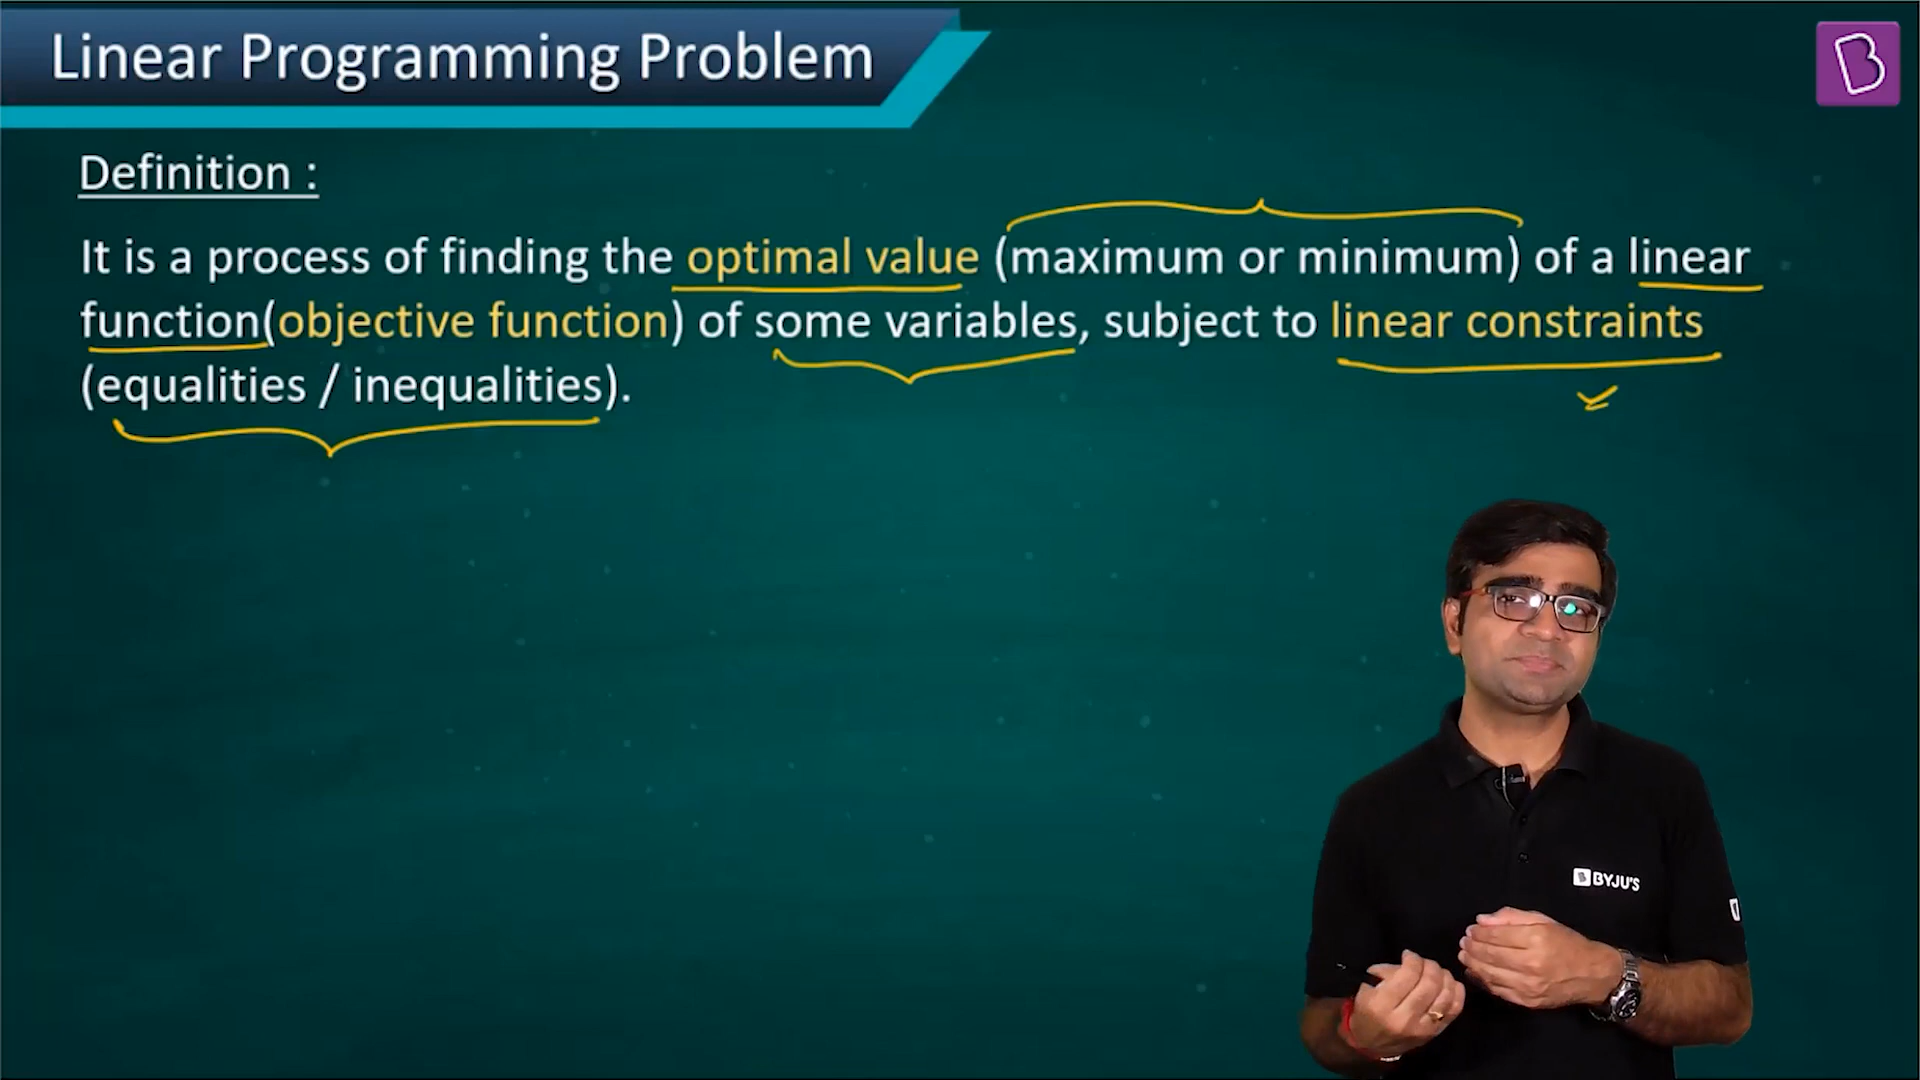 Linear Programming Problem
Definition :
It is a process of finding the optimal value (maximum or minimum) of a linear
function(objective function) of some variables, subject to linear constraints
(equalities / inequalities).
BYJU'S